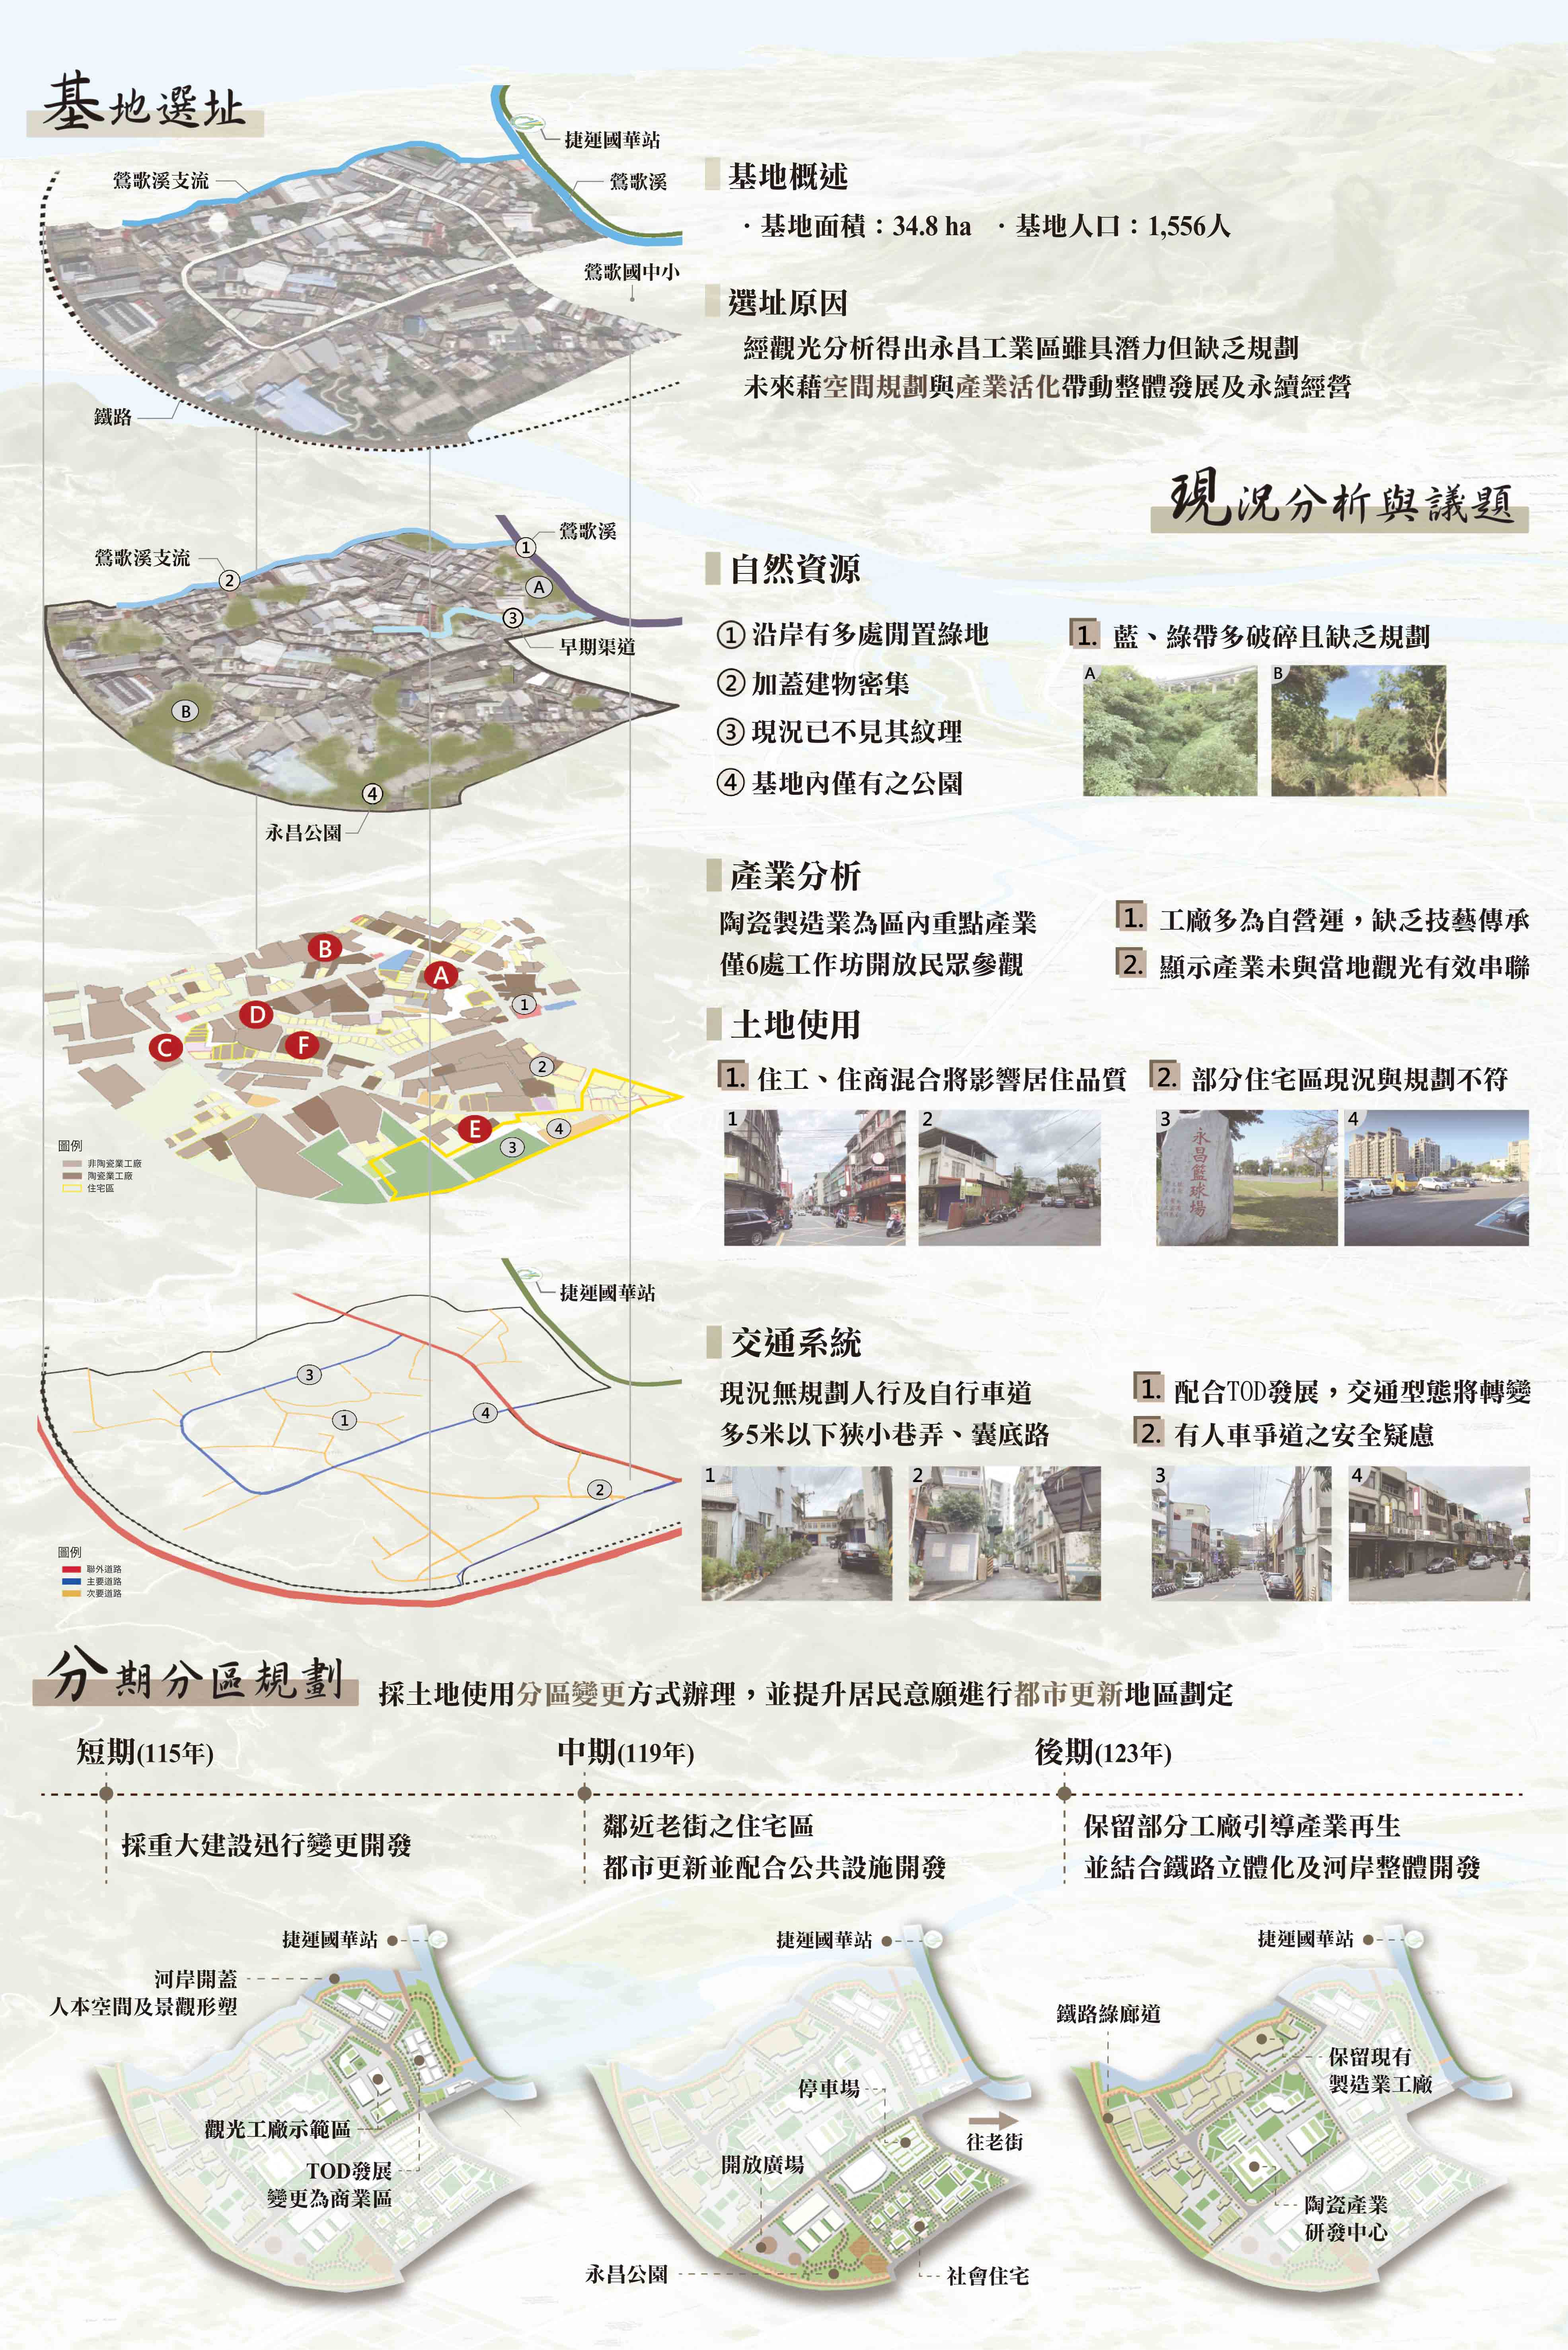 基地選址
捷運國華站
鶯歌溪支流
鶯歌溪
鶯歌國中小
鐵路
基地概述
·基地面積：34.8 ha ·基地人口：1,556人
選址原因
經觀光分析得出永昌工業區雖具潛力但缺乏規劃
未來藉空間規劃與產業活化帶動整體發展及永續經營
現況分析與議題
鶯歌溪
鶯歌溪支流
早期渠道
永昌公園
1
2
3
4
A
B
自然資源
① 沿岸有多處閒置綠地
② 加蓋建物密集
③ 現況已不見其紋理
④ 基地內僅有之公園
1. 藍、綠帶多破碎且缺乏規劃
A
B
產業分析
陶瓷製造業為區內重點產業
僅6處工作坊開放民眾參觀
1. 工廠多為自營運，缺乏技藝傳承
2. 顯示產業未與當地觀光有效串聯
B
A
D
C
F
E
1
2
3
4
圖例
非陶瓷業工廠
陶瓷業工廠
住宅區
土地使用
1. 住工、住商混合將影響居住品質
2. 部分住宅區現況與規劃不符
1
2
3
4
永昌籃球場
捷運國華站
3
1
4
2
圖例
聯外道路
主要道路
次要道路
交通系統
現況無規劃人行及自行車道
多5米以下狹小巷弄、囊底路
1. 配合TOD發展，交通型態將轉變
2. 有人車爭道之安全疑慮
1
2
3
4
分期分區規劃
採土地使用分區變更方式辦理，並提升居民意願進行都市更新地區劃定
短期(115年)
採重大建設迅行變更開發
中期(119年)
鄰近老街之住宅區
都市更新並配合公共設施開發
後期(123年)
保留部分工廠引導產業再生
並結合鐵路立體化及河岸整體開發
捷運國華站
河岸開蓋
人本空間及景觀形塑
觀光工廠示範區
TOD發展
變更為商業區
捷運國華站
停車場
往老街
開放廣場
永昌公園
社會住宅
捷運國華站
鐵路綠廊道
保留現有
製造業工廠
陶瓷產業
研發中心